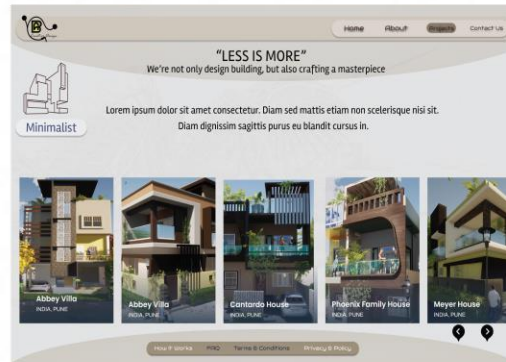 Home About Projects Contact Us
“LESS IS MORE”
We’re not only design building, but also crafting a masterpiece
Minimalist
Lorem ipsum dolor sit amet consectetur. Diam sed mattis etiam non scelerisque nisi sit.
Diam dignissim sagittis purus eu blandit cursus in.
Abbey Villa
INDIA, PUNE
Abbey Villa
INDIA, PUNE
Cantardo House
INDIA, PUNE
Phoenix Family House
INDIA, PUNE
Meyer House
INDIA, PUNE
How It Works FAQ Terms & Conditions Privacy & Policy